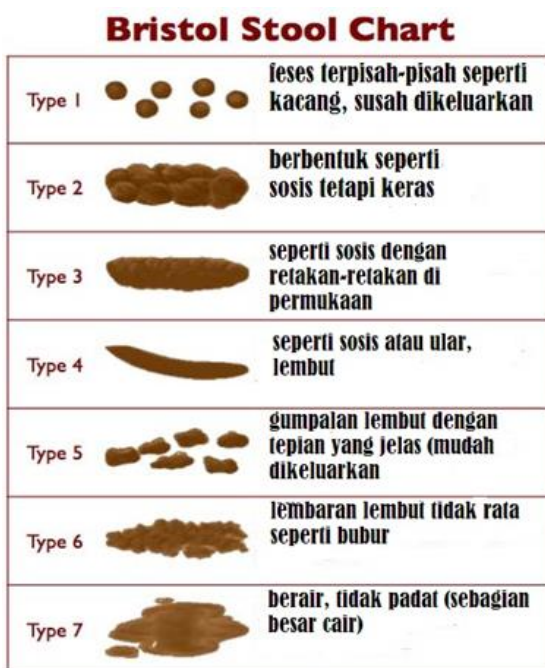 Bristol Stool Chart
Type 1
feses terpisah-pisah seperti
kacang, susah dikeluarkan
Type 2
berbentuk seperti
sosis tetapi keras
Type 3
seperti sosis dengan
retakan-retakan di
permukaan
Type 4
seperti sosis atau ular,
lembut
Type 5
gumpalan lembut dengan
tepian yang jelas (mudah
dikeluarkan
Type 6
lembaran lembut tidak rata
seperti bubur
Type 7
berair, tidak padat (sebagian
besar cair)